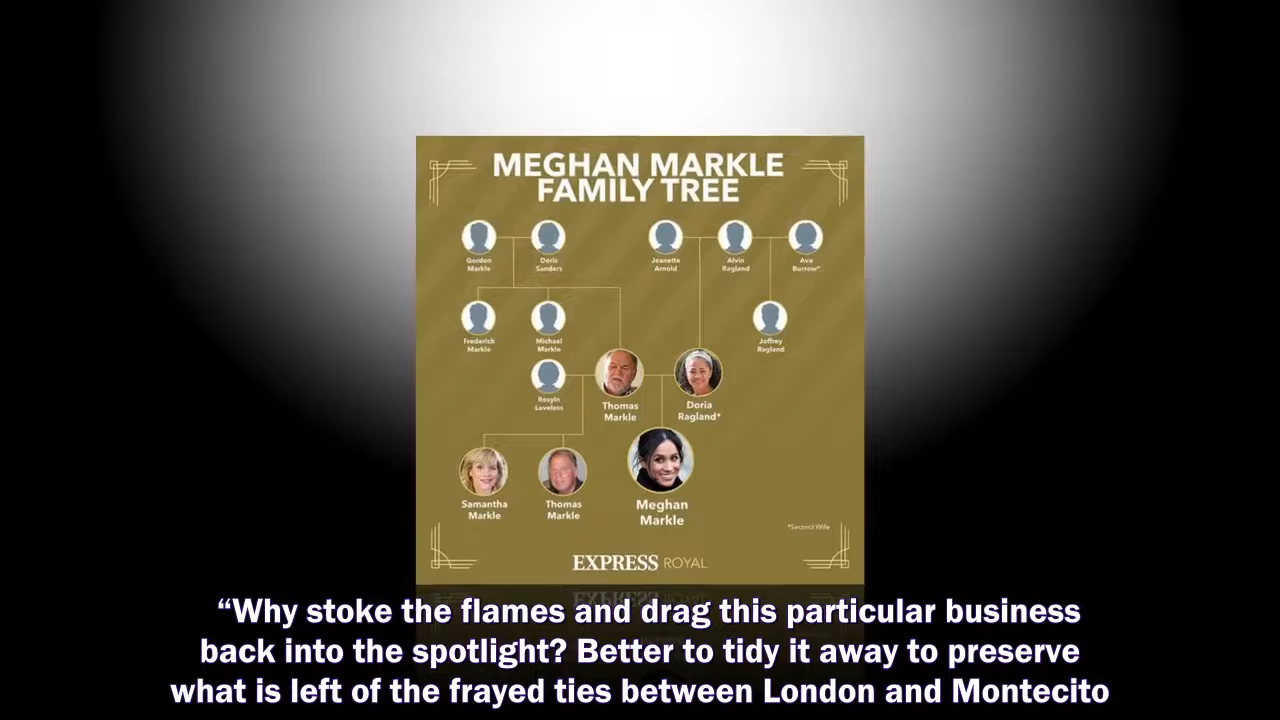 MEGHAN MARKLE
FAMILY TREE
Gordon
Markle
Doris
Sanders
Jeanette
Arnold
Alvin
Ragland
Ava
Burrow*
Frederick
Markle
Michael
Markle
Joffrey
Ragland
Roslyn
Loveless
Thomas
Markle
Doria
Ragland*
Samantha
Markle
Thomas
Markle
Meghan
Markle
*Second Wife
EXPRESS ROYAL
“Why stoke the flames and drag this particular business
back into the spotlight? Better to tidy it away to preserve
what is left of the frayed ties between London and Montecito